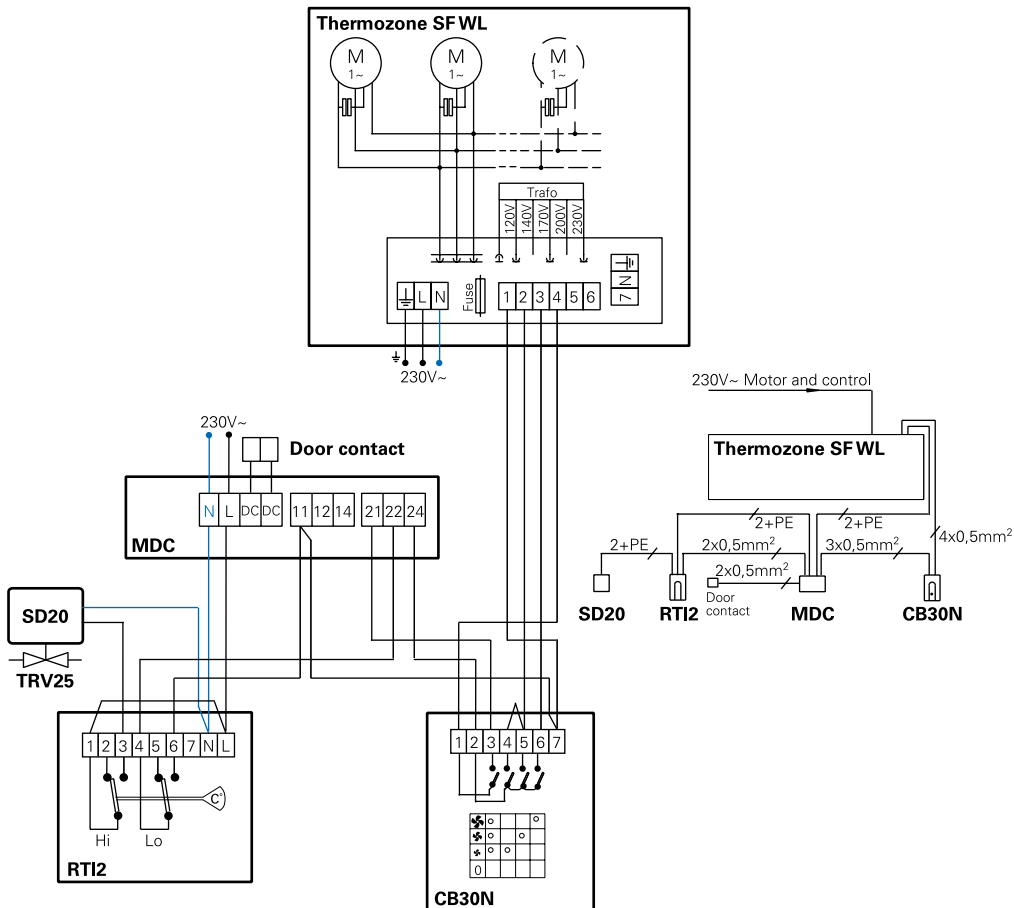 Thermozone SF WL
M M M
1~ 1~ 1~
Trafo
120V 140V 170V 200V 230V
L N Fuse 1 2 3 4 5 6 7 N
230V~
230V~ Motor and control
Thermozone SF WL
2+PE 2+PE
2+PE 2x0,5mm² 3x0,5mm² 4x0,5mm²
2x0,5mm²
Door
contact
SD20 RTI2 MDC CB30N
230V~
Door contact
N L DC DC 11 12 14 21 22 24
MDC
SD20
TRV25
1 2 3 4 5 6 7 N L
C°
Hi Lo
RTI2
1 2 3 4 5 6 7
0
CB30N